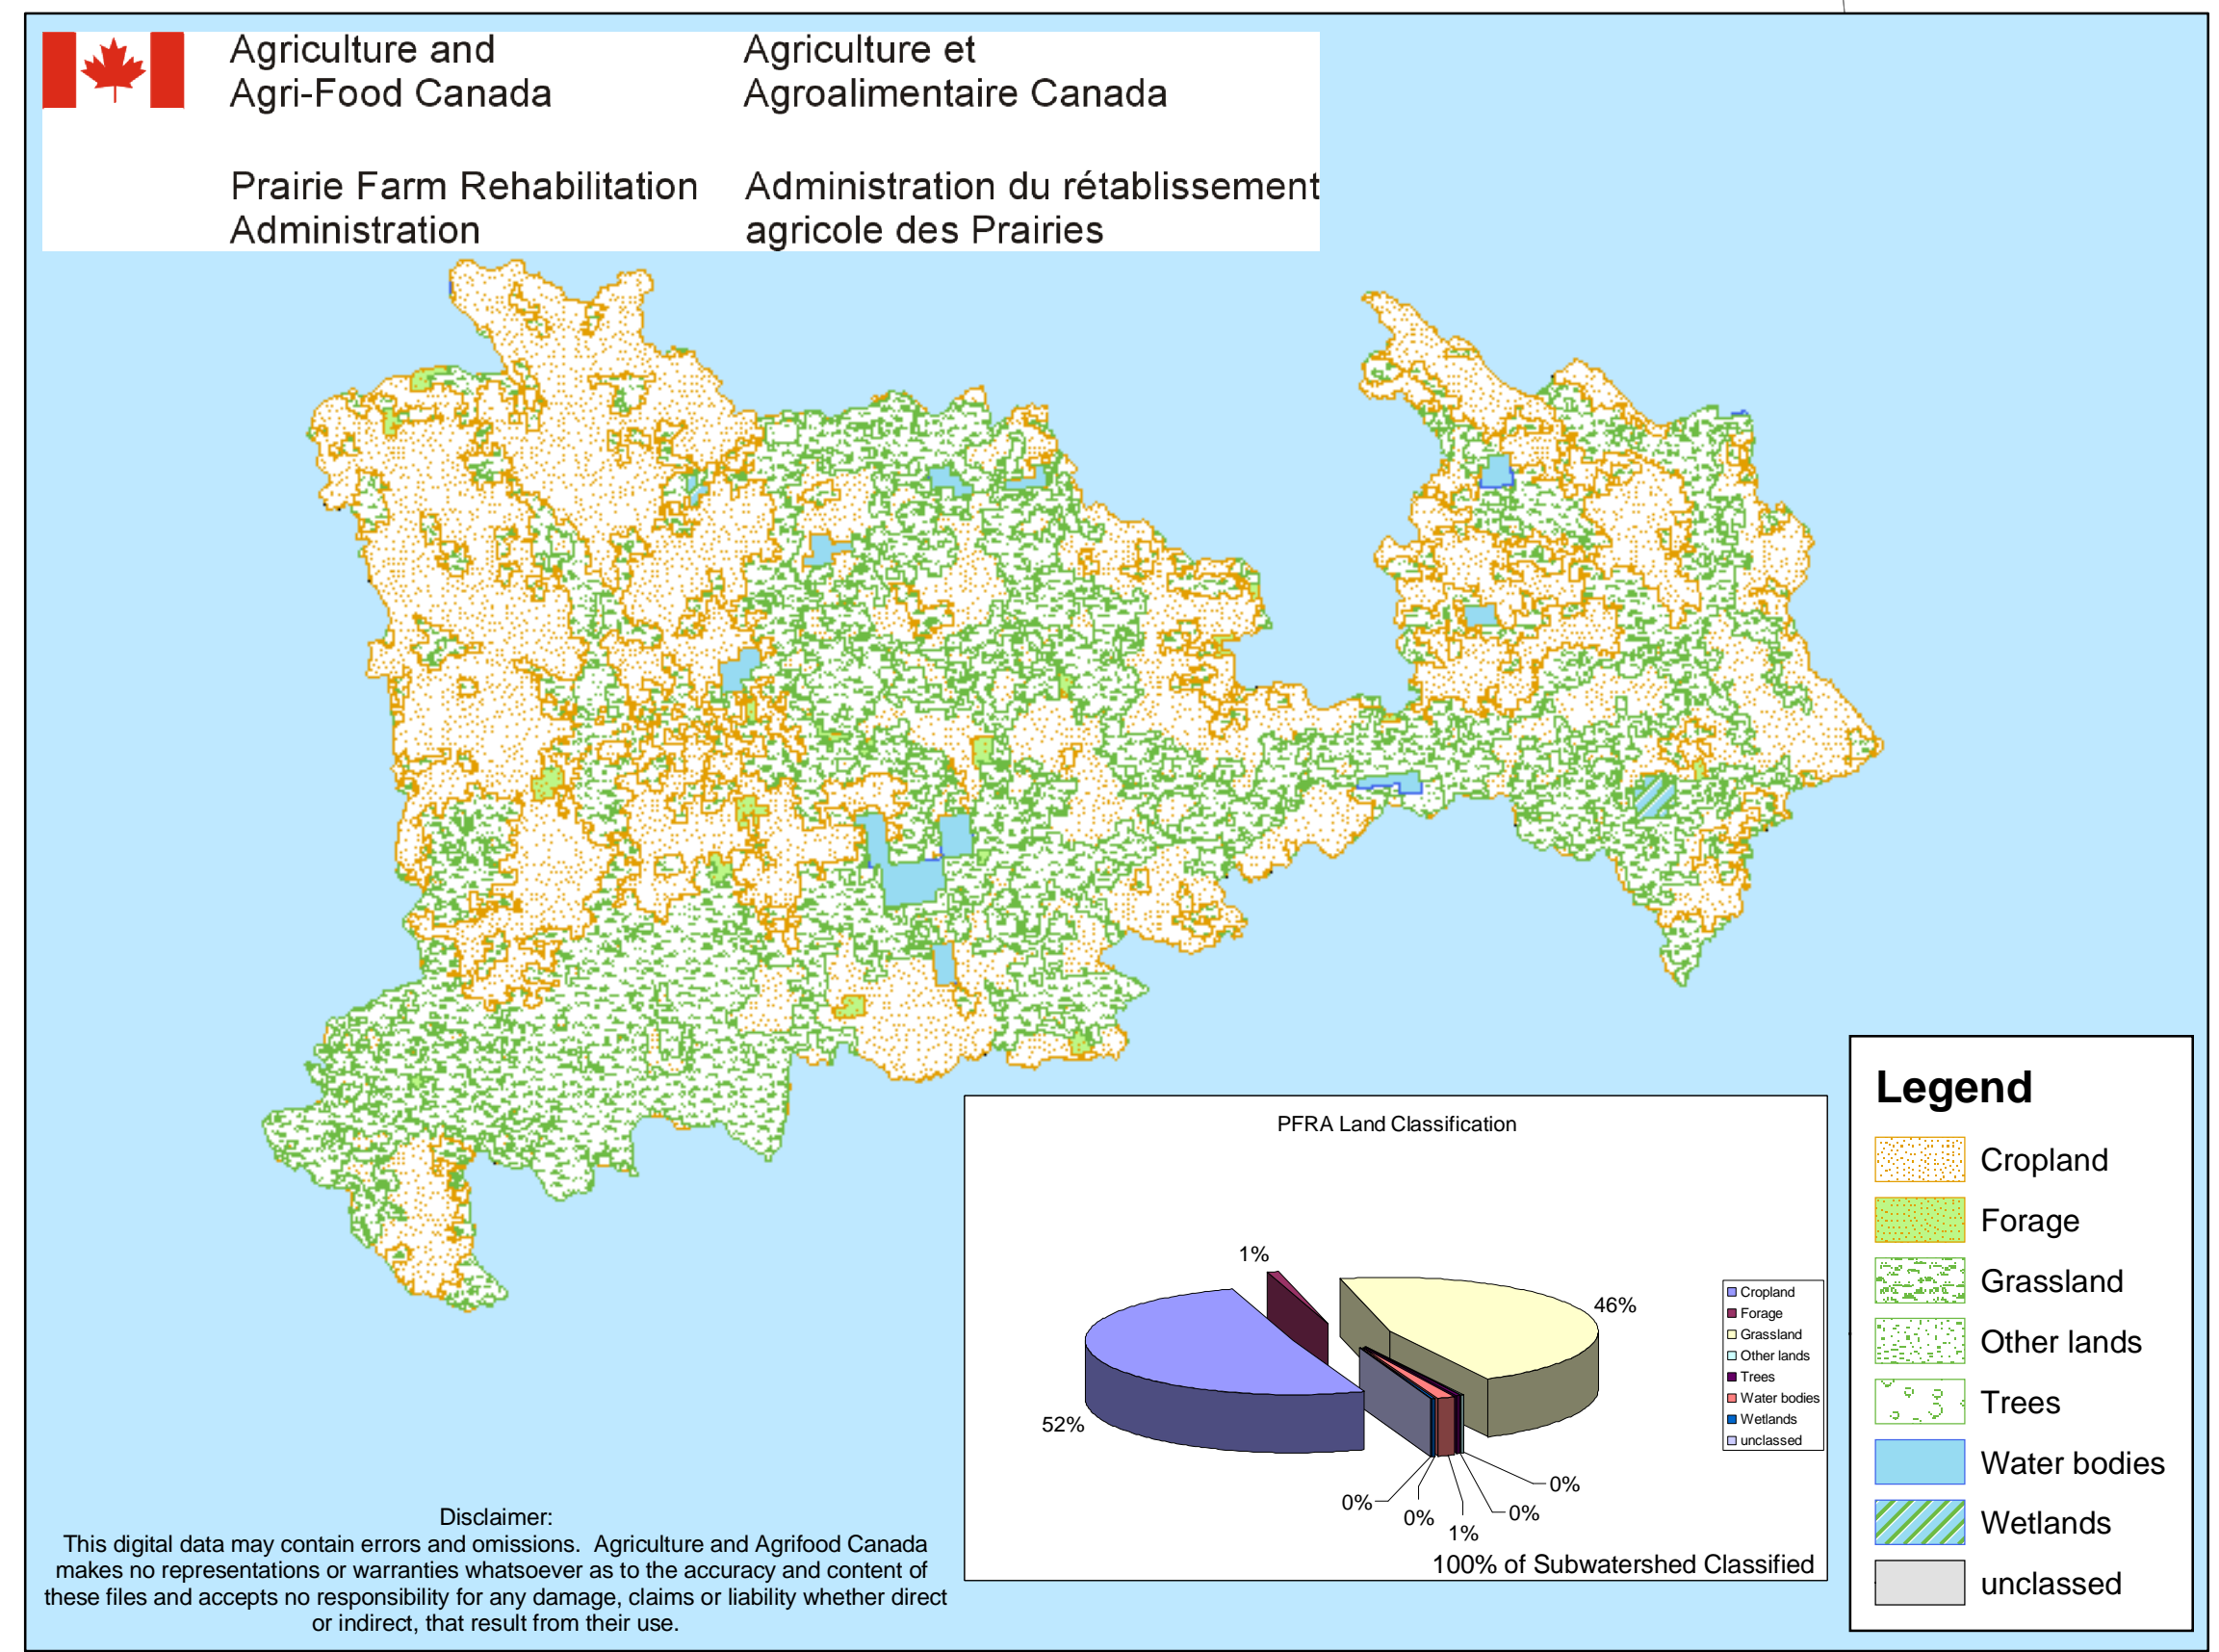 Agriculture and
Agri-Food Canada
Agriculture et
Agroalimentaire Canada
Prairie Farm Rehabilitation
Administration
Administration du rétablissement
agricole des Prairies
PFRA Land Classification
1%
46%
52%
0%
0%
1%
0%
0%
Cropland
Forage
Grassland
Other lands
Trees
Water bodies
Wetlands
unclassed
100% of Subwatershed Classified
Legend
Cropland
Forage
Grassland
Other lands
Trees
Water bodies
Wetlands
unclassed
Disclaimer:
This digital data may contain errors and omissions. Agriculture and Agrifood Canada
makes no representations or warranties whatsoever as to the accuracy and content of
these files and accepts no responsibility for any damage, claims or liability whether direct
or indirect, that result from their use.